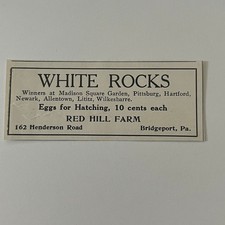 WHITE ROCKS
Winners at Madison Square Garden, Pittsburg, Hartford,
Newark, Allentown, Lititz, Wilkesbarre.
Eggs for Hatching, 10 cents each
RED HILL FARM
162 Henderson Road Bridgeport, Pa.